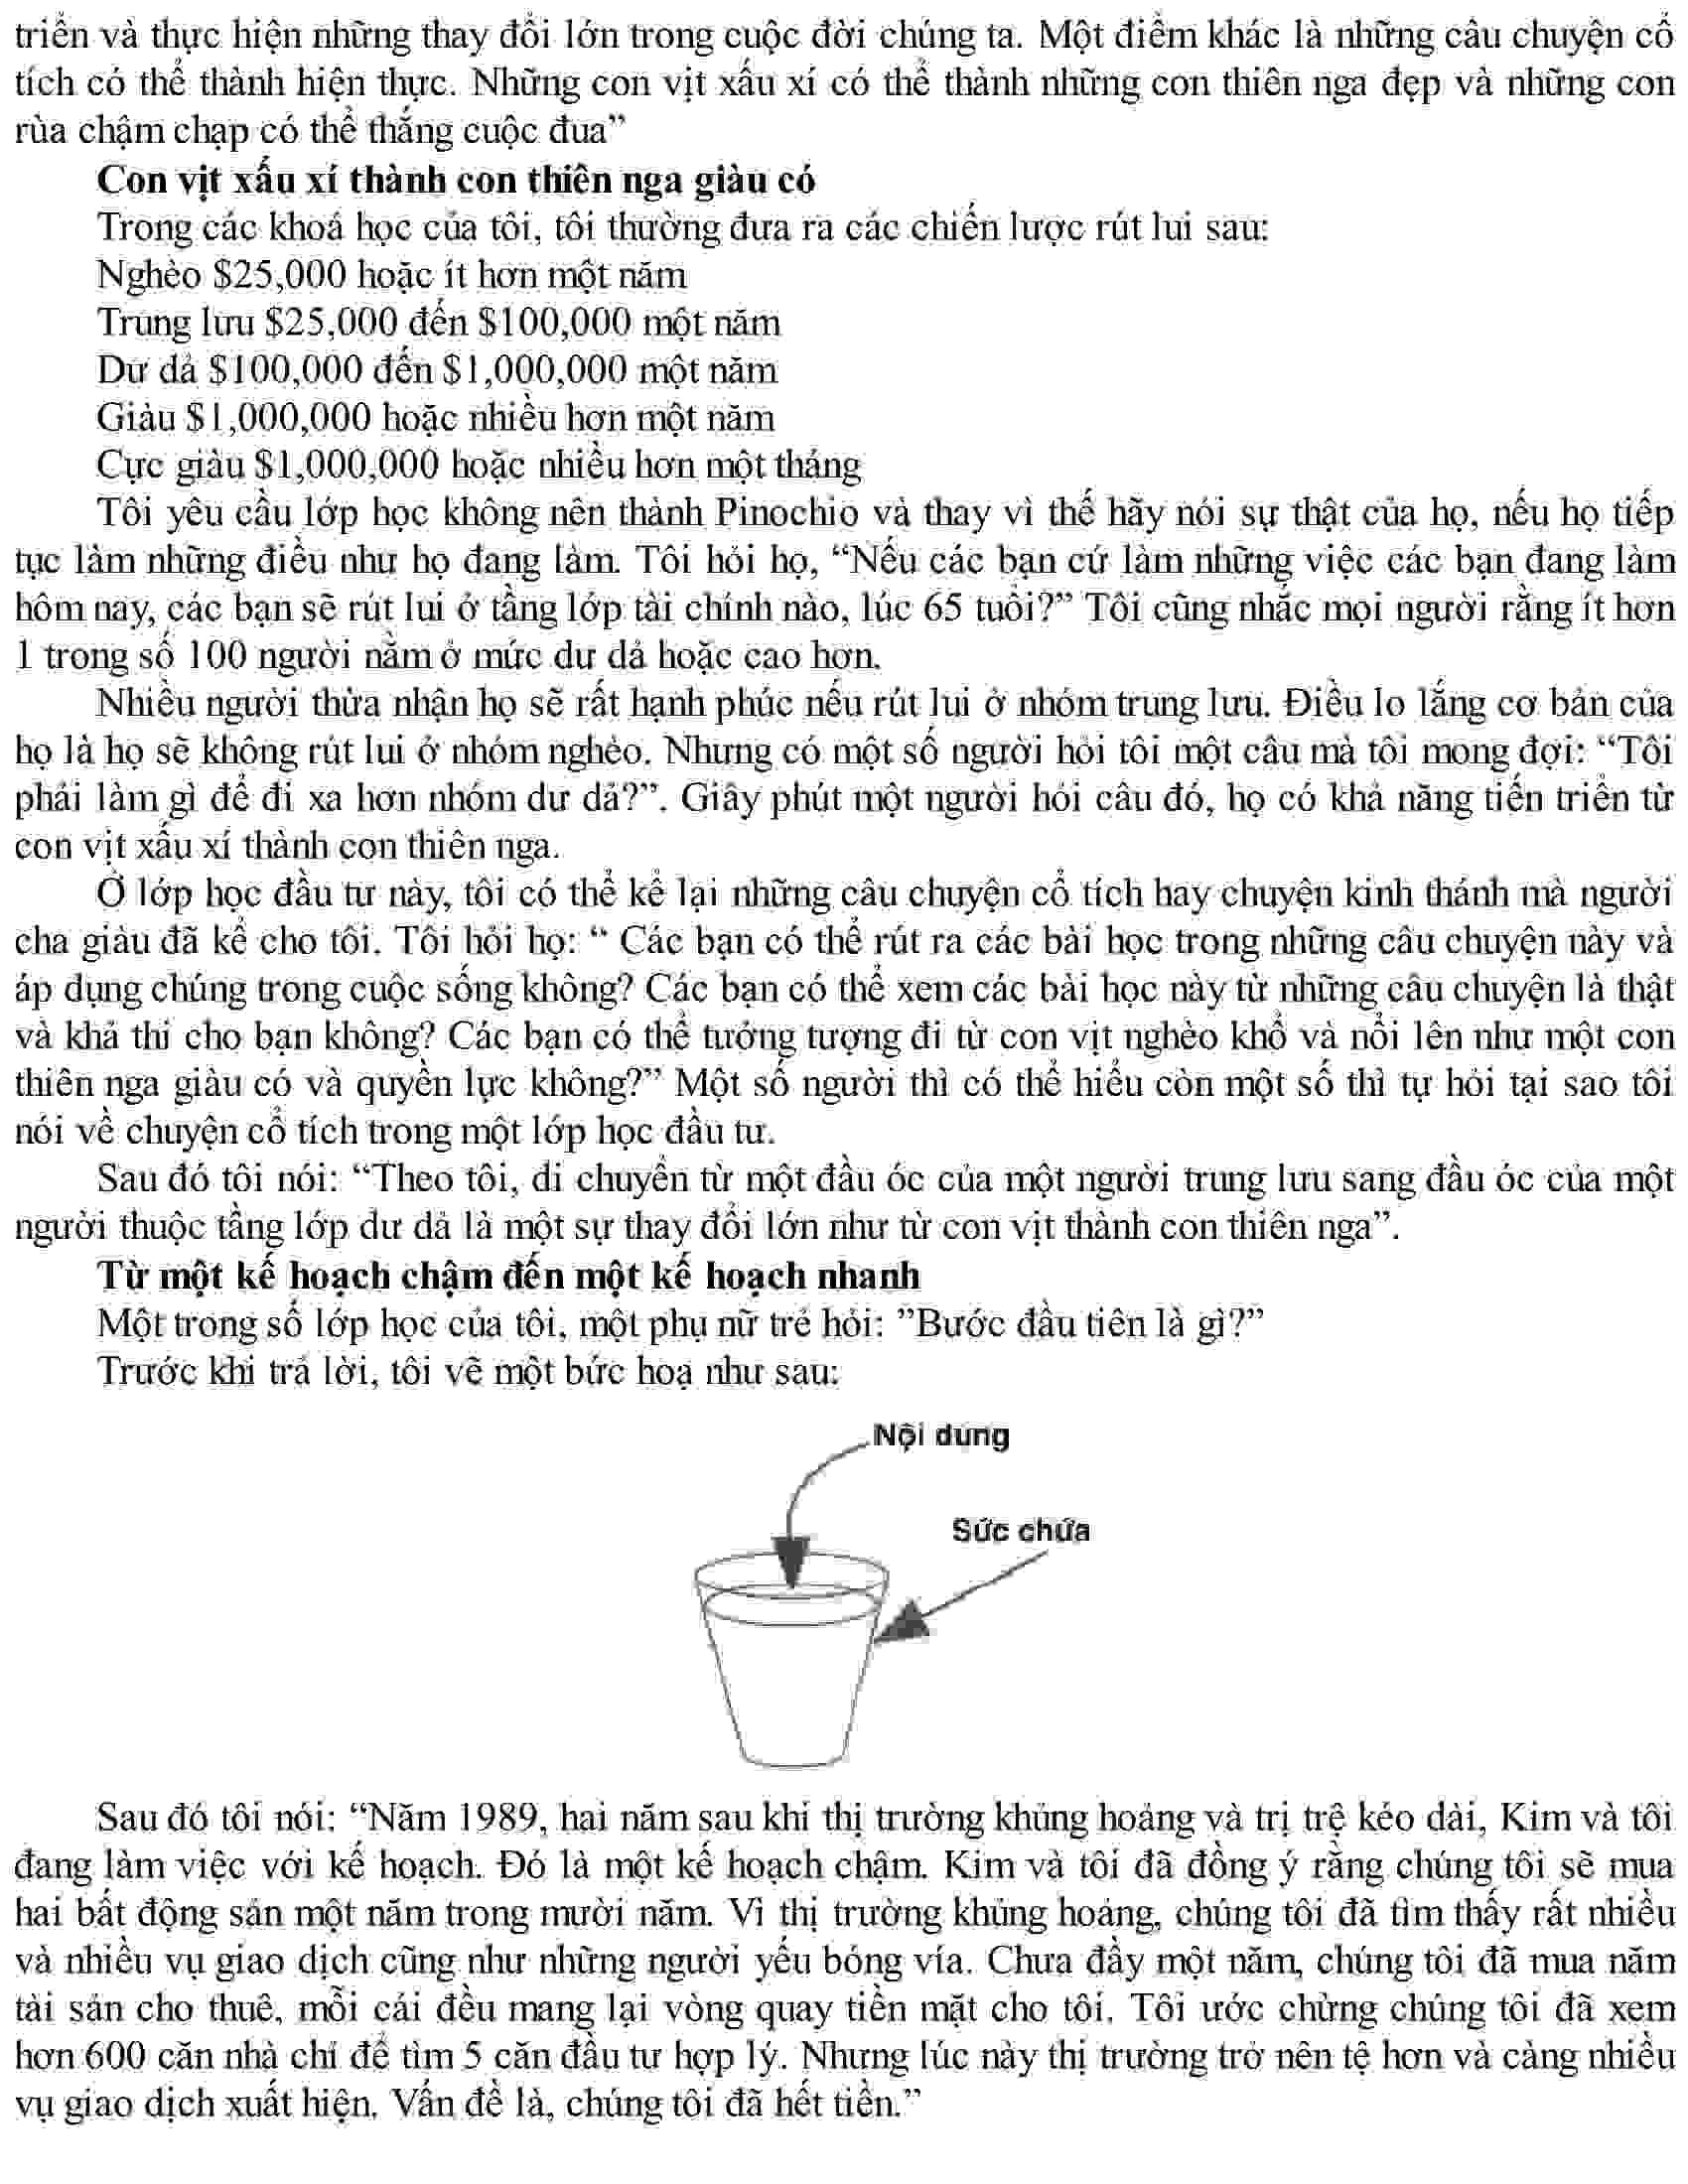 triển và thực hiện những thay đổi lớn trong cuộc đời chúng ta. Một điểm khác là những câu chuyện cổ
tích có thể thành hiện thực. Những con vịt xấu xí có thể thành những con thiên nga đẹp và những con
rùa chậm chạp có thể thắng cuộc đua”
Con vịt xấu xí thành con thiên nga giàu có
Trong các khoá học của tôi, tôi thường đưa ra các chiến lược rút lui sau:
Nghèo $25,000 hoặc ít hơn một năm
Trung lưu $25,000 đến $100,000 một năm
Dư dả $100,000 đến $1,000,000 một năm
Giàu $1,000,000 hoặc nhiều hơn một năm
Cực giàu $1,000,000 hoặc nhiều hơn một tháng
Tôi yêu cầu lớp học không nên thành Pinochio và thay vì thế hãy nói sự thật của họ, nếu họ tiếp
tục làm những điều như họ đang làm. Tôi hỏi họ, “Nếu các bạn cứ làm những việc các bạn đang làm
hôm nay, các bạn sẽ rút lui ở tầng lớp tài chính nào, lúc 65 tuổi?” Tôi cũng nhắc mọi người rằng ít hơn
1 trong số 100 người nằm ở mức dư dả hoặc cao hơn.
Nhiều người thừa nhận họ sẽ rất hạnh phúc nếu rút lui ở nhóm trung lưu. Điều lo lắng cơ bản của
họ là họ sẽ không rút lui ở nhóm nghèo. Nhưng có một số người hỏi tôi một câu mà tôi mong đợi: “Tôi
phải làm gì để đi xa hơn nhóm dư dả?”. Giây phút một người hỏi câu đó, họ có khả năng tiến triển từ
con vịt xấu xí thành con thiên nga.
Ở lớp học đầu tư này, tôi có thể kể lại những câu chuyện cổ tích hay chuyện kinh thánh mà người
cha giàu đã kể cho tôi. Tôi hỏi họ: “ Các bạn có thể rút ra các bài học trong những câu chuyện này và
áp dụng chúng trong cuộc sống không? Các bạn có thể xem các bài học này từ những câu chuyện là thật
và khả thi cho bạn không? Các bạn có thể tưởng tượng đi từ con vịt nghèo khổ và nổi lên như một con
thiên nga giàu có và quyền lực không?” Một số người thì có thể hiểu còn một số thì tự hỏi tại sao tôi
nói về chuyện cổ tích trong một lớp học đầu tư.
Sau đó tôi nói: “Theo tôi, di chuyển từ một đầu óc của một người trung lưu sang đầu óc của một
người thuộc tầng lớp dư dả là một sự thay đổi lớn như từ con vịt thành con thiên nga”.
Từ một kế hoạch chậm đến một kế hoạch nhanh
Một trong số lớp học của tôi, một phụ nữ trẻ hỏi: ”Bước đầu tiên là gì?”
Trước khi trả lời, tôi vẽ một bức hoạ như sau:
Nội dung
Sức chứa
Sau đó tôi nói: “Năm 1989, hai năm sau khi thị trường khủng hoảng và trị trệ kéo dài, Kim và tôi
đang làm việc với kế hoạch. Đó là một kế hoạch chậm. Kim và tôi đã đồng ý rằng chúng tôi sẽ mua
hai bất động sản một năm trong mười năm. Vì thị trường khủng hoảng, chúng tôi đã tìm thấy rất nhiều
và nhiều vụ giao dịch cũng như những người yếu bóng vía. Chưa đầy một năm, chúng tôi đã mua năm
tài sản cho thuê, mỗi cái đều mang lại vòng quay tiền mặt cho tôi. Tôi ước chừng chúng tôi đã xem
hơn 600 căn nhà chỉ để tìm 5 căn đầu tư hợp lý. Nhưng lúc này thị trường trở nên tệ hơn và càng nhiều
vụ giao dịch xuất hiện. Vấn đề là, chúng tôi đã hết tiền.”